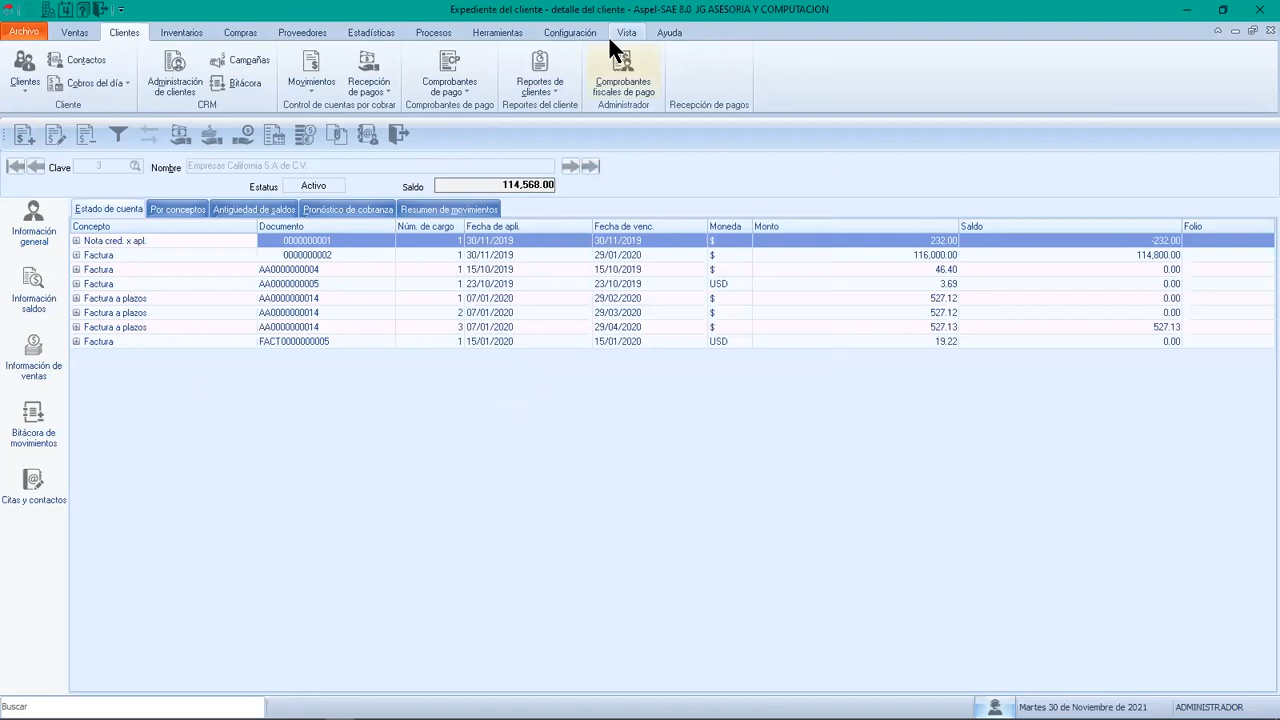 Expediente del cliente - detalle del cliente - Aspel-SAE 8.0 JG ASESORIA Y COMPUTACION
Archivo Ventas Clientes Inventarios Compras Proveedores Estadísticas Procesos Herramientas Configuración Vista Ayuda
Clientes
Contactos
Cobros del día
Cliente
Administración de clientes
Campañas
Bitácora
CRM
Movimientos
Recepción de pagos
Control de cuentas por cobrar
Comprobantes de pago
Comprobantes de pago
Reportes de clientes
Reportes del cliente
Comprobantes fiscales de pago
Administrador
Recepción de pagos
Clave 3 Nombre Empresas California S.A de C.V.
Estatus Activo Saldo 114,568.00
Estado de cuenta Por conceptos Antigüedad de saldos Pronóstico de cobranza Resumen de movimientos
Concepto Documento Núm. de cargo Fecha de apli. Fecha de venc. Moneda Monto Saldo Folio
Nota cred. x apl. 0000000001 1 30/11/2019 30/11/2019 $ 232.00 -232.00
Factura 0000000002 1 30/11/2019 29/01/2020 $ 116,000.00 114,800.00
Factura AA0000000004 1 15/10/2019 15/10/2019 $ 46.40 0.00
Factura AA0000000005 1 23/10/2019 23/10/2019 USD 3.69 0.00
Factura a plazos AA0000000014 1 07/01/2020 29/02/2020 $ 527.12 0.00
Factura a plazos AA0000000014 2 07/01/2020 29/03/2020 $ 527.12 0.00
Factura a plazos AA0000000014 3 07/01/2020 29/04/2020 $ 527.13 527.13
Factura FACT0000000005 1 15/01/2020 15/01/2020 USD 19.22 0.00
Información general
Información saldos
Información de ventas
Bitácora de movimientos
Citas y contactos
Buscar Martes 30 de Noviembre de 2021 ADMINISTRADOR